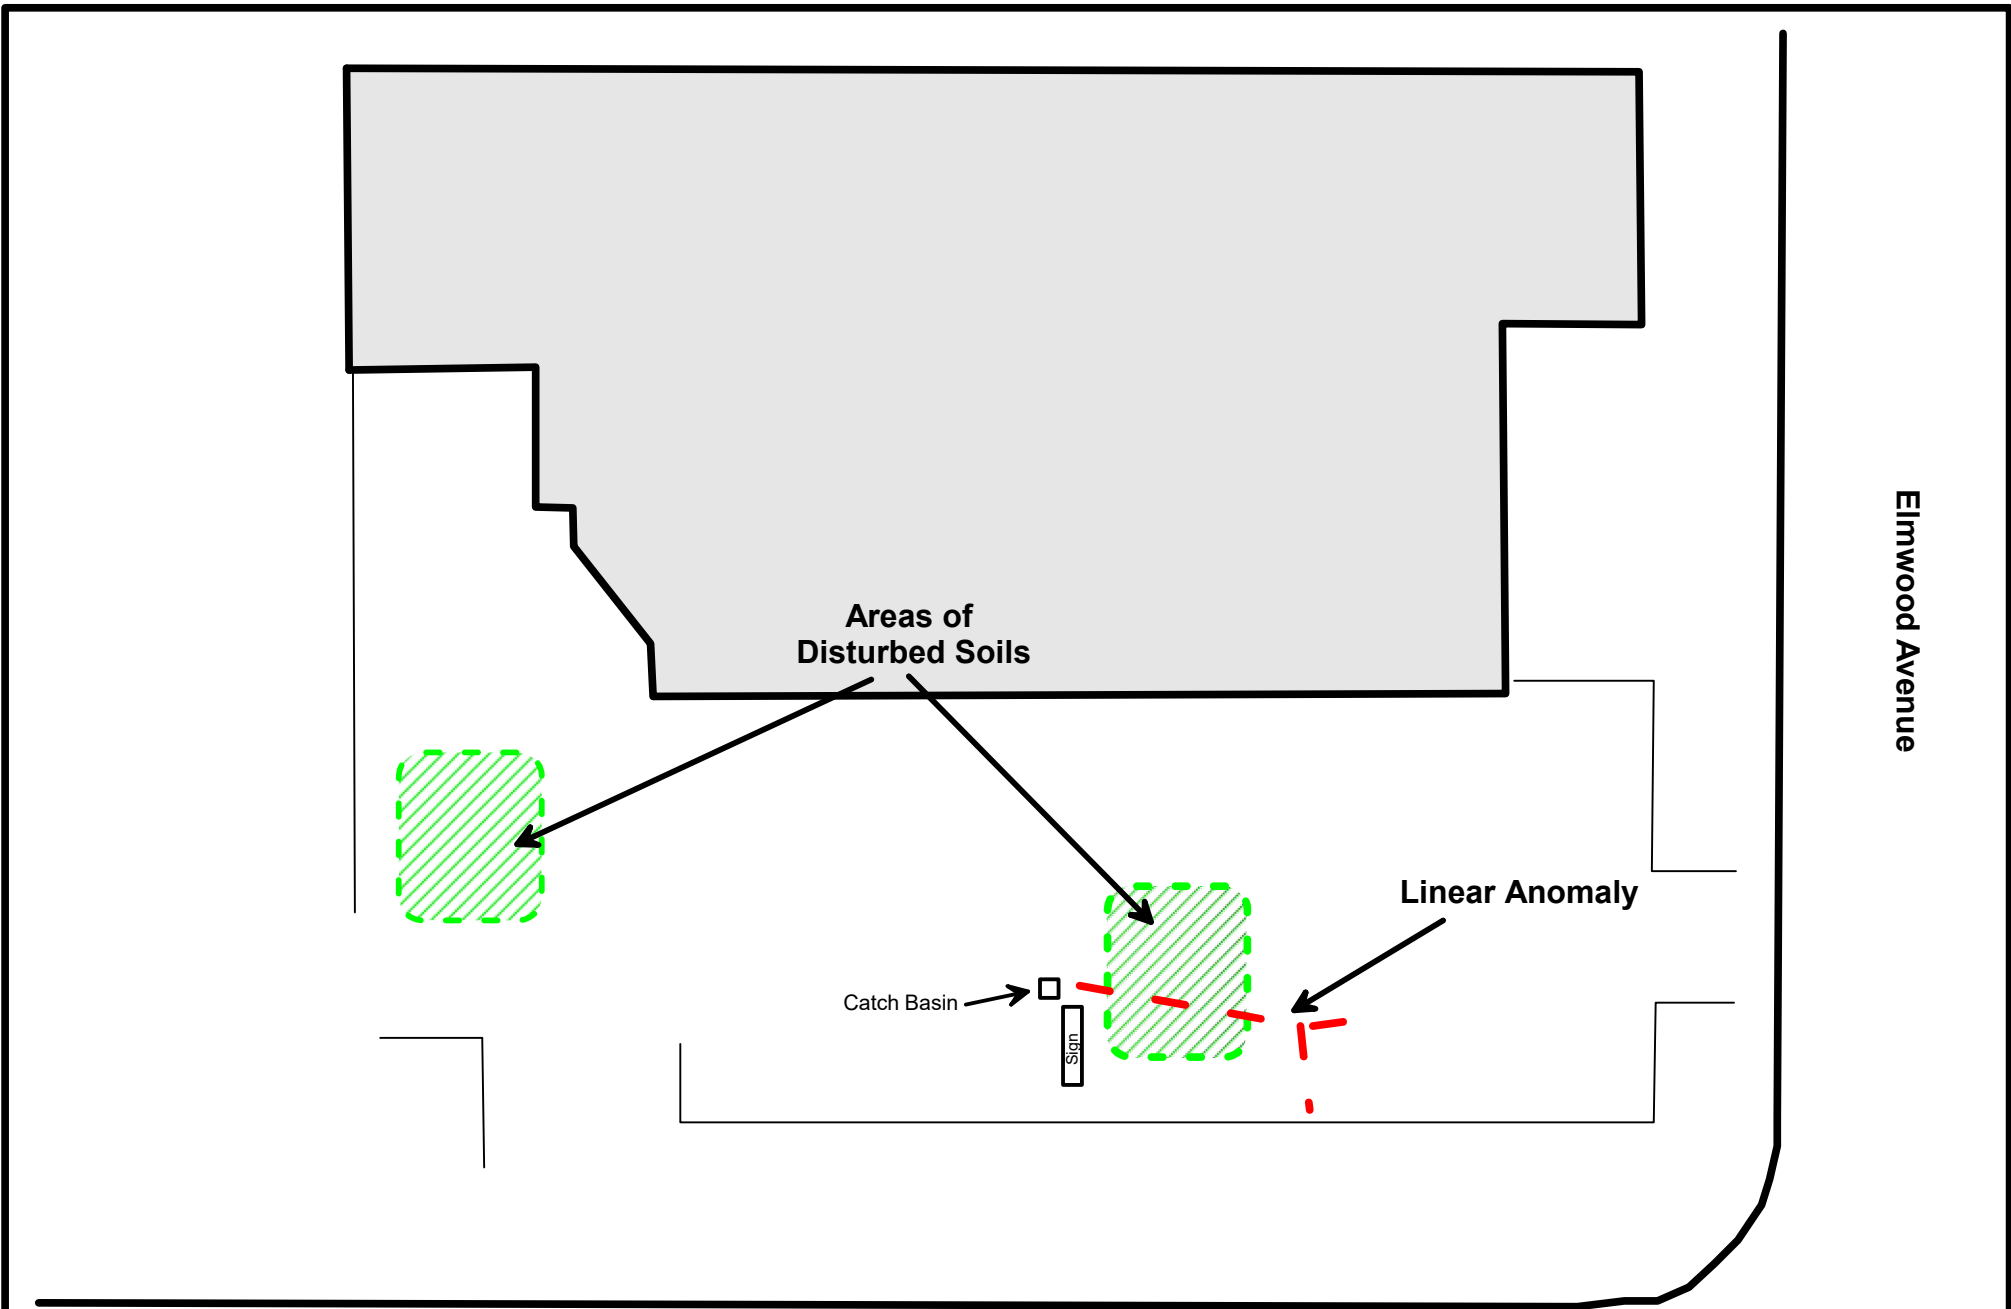 Elmwood Avenue
Areas of
Disturbed Soils
Linear Anomaly
Catch Basin
Sign